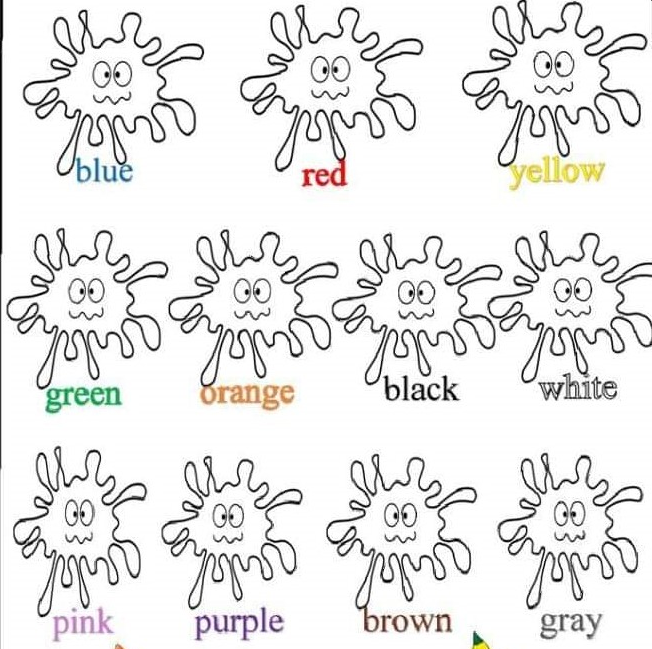 blue red yellow
green orange black white
pink purple brown gray